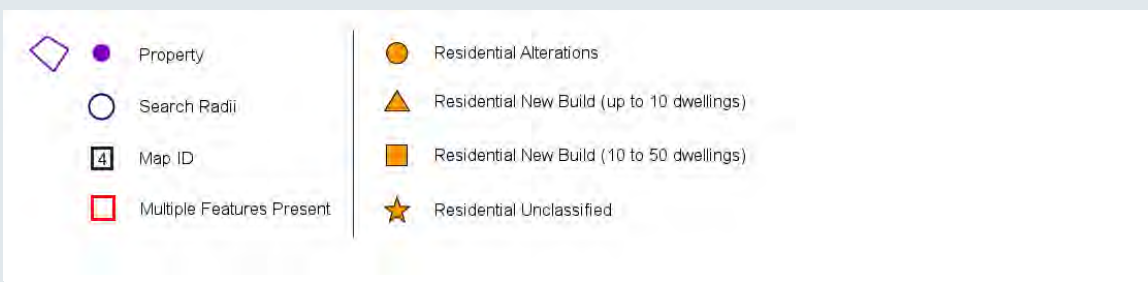 Property
Search Radii
4 Map ID
Multiple Features Present
Residential Alterations
Residential New Build (up to 10 dwellings)
Residential New Build (10 to 50 dwellings)
Residential Unclassified